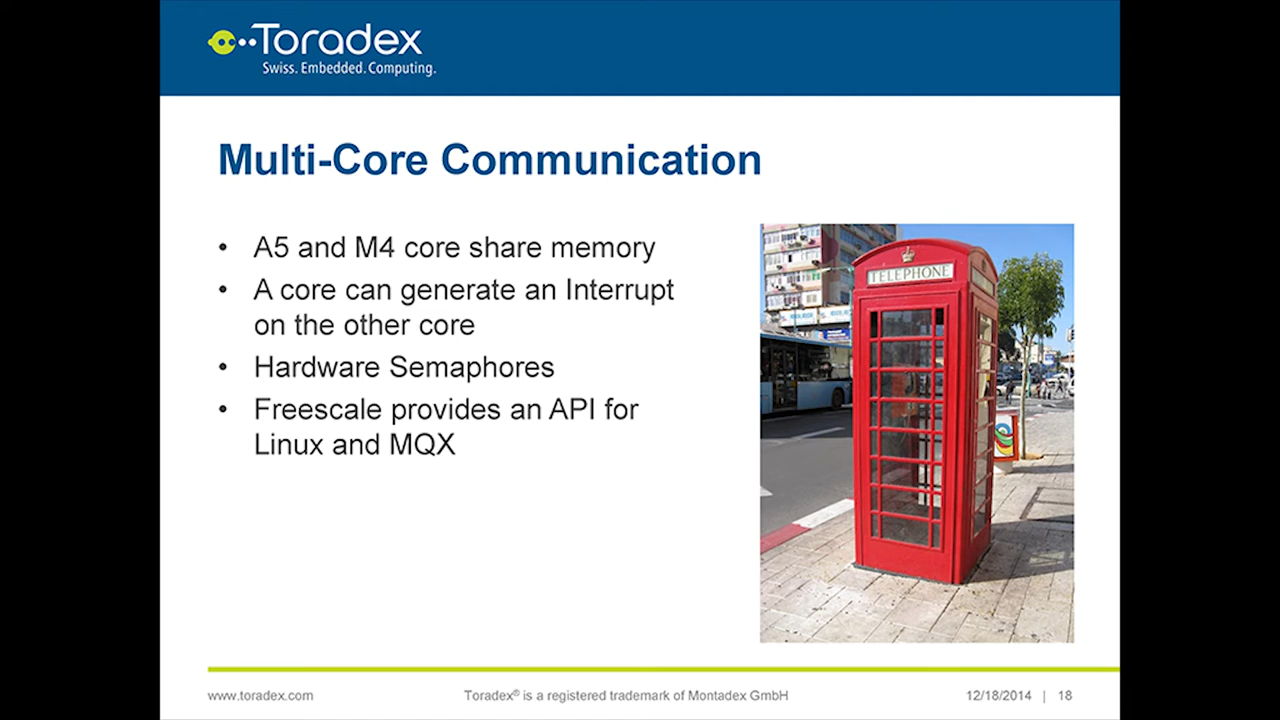 Toradex
Swiss. Embedded. Computing.
Multi-Core Communication
• A5 and M4 core share memory
• A core can generate an Interrupt
on the other core
• Hardware Semaphores
• Freescale provides an API for
Linux and MQX
TELEPHONE
www.toradex.com
Toradex® is a registered trademark of Montadex GmbH
12/18/2014 | 18